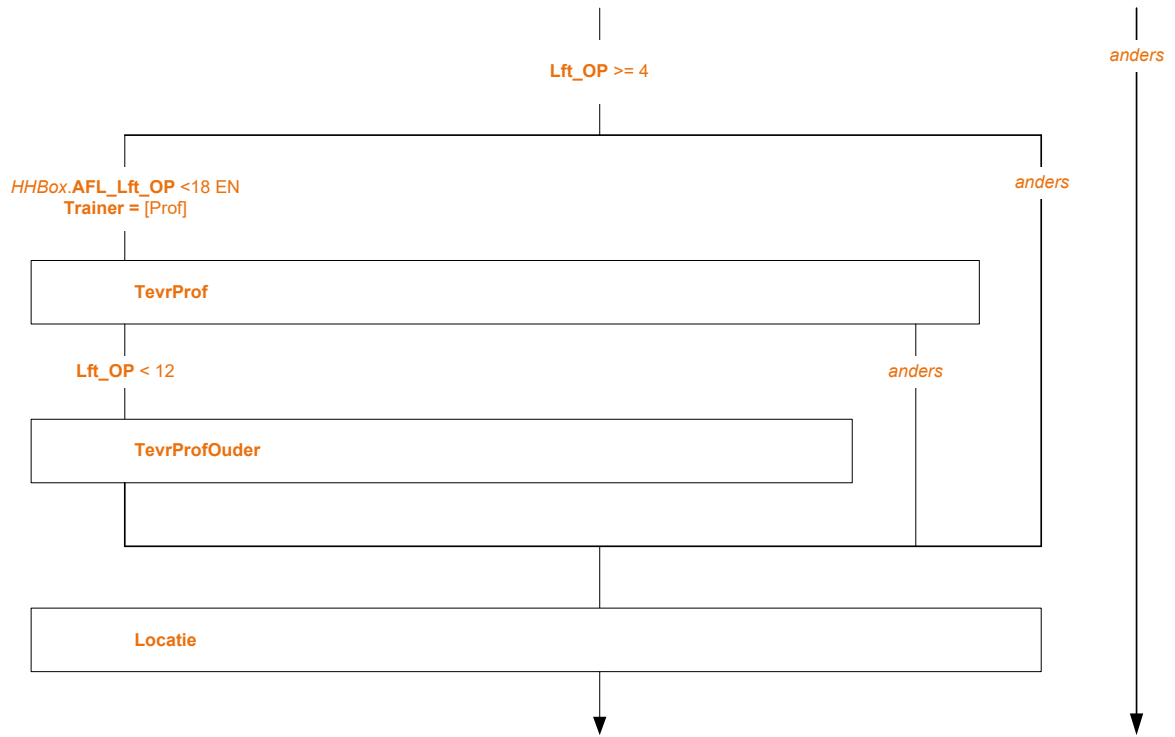 anders
Lft_OP >= 4
HHBox.AFL_Lft_OP <18 EN
Trainer = [Prof]
anders
TevrProf
Lft_OP < 12
anders
TevrProfOuder
Locatie